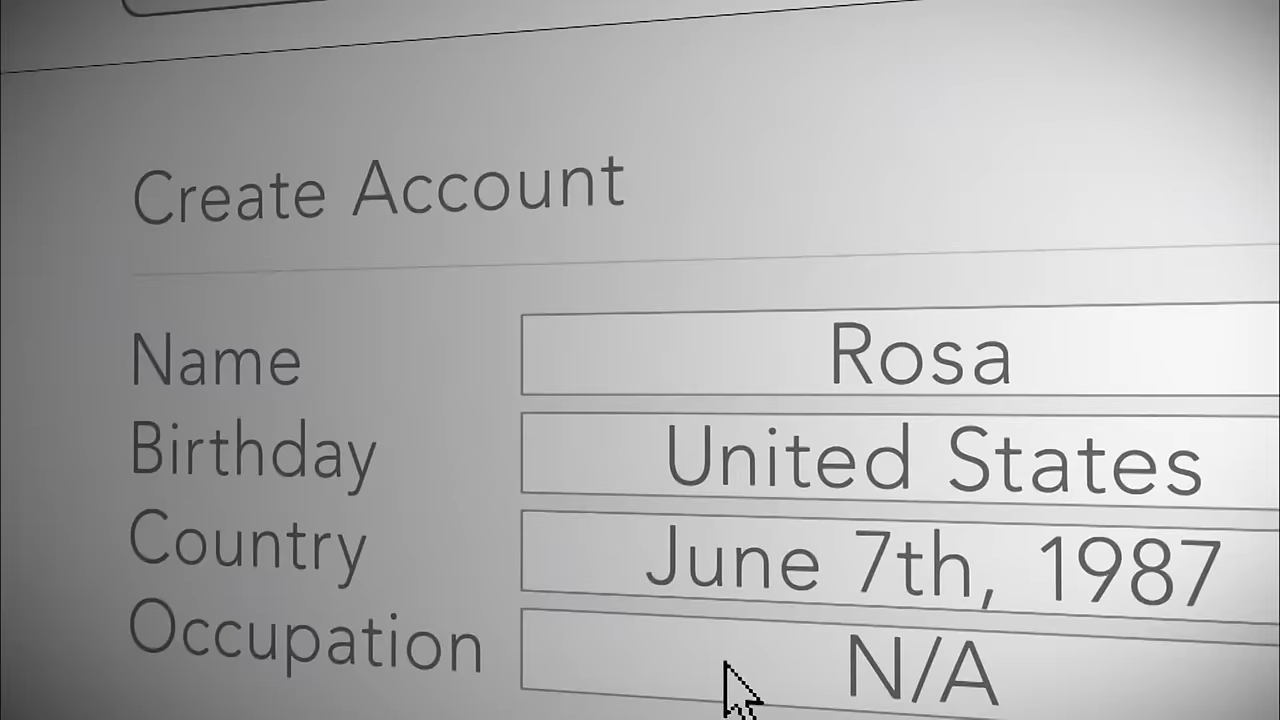 Create Account
Name Rosa
Birthday United States
Country June 7th, 1987
Occupation N/A